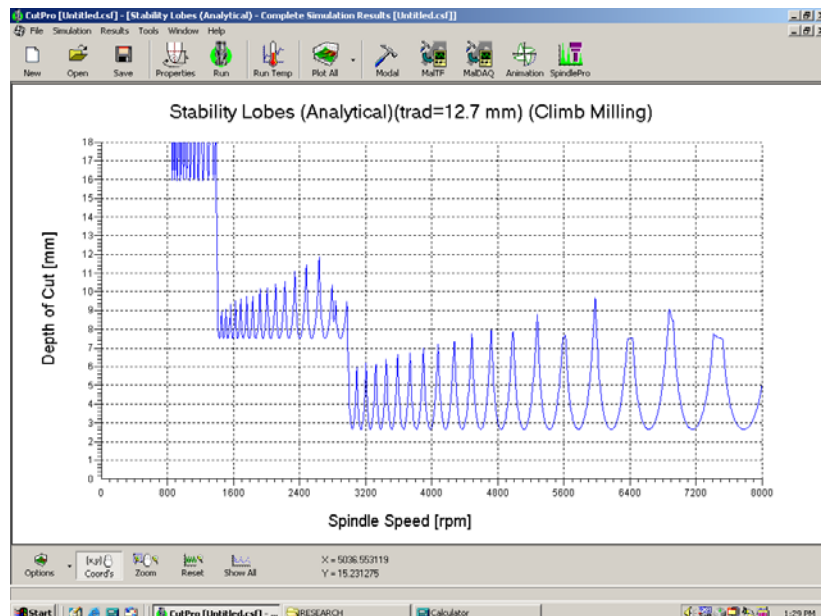 CutPro [Untitled.csf] - [Stability Lobes (Analytical) - Complete Simulation Results [Untitled.csf]]
File Simulation Results Tools Window Help
New Open Save Properties Run Run Temp Plot All Modal MalTF MalDAQ Animation SpindlePro
Stability Lobes (Analytical)(trad=12.7 mm) (Climb Milling)
Depth of Cut [mm]
18
17
16
15
14
13
12
11
10
9
8
7
6
5
4
3
2
1
0
0 800 1600 2400 3200 4000 4800 5600 6400 7200 8000
Spindle Speed [rpm]
Options Coords Zoom Reset Show All
X = 5036.553119
Y = 15.231275
Start CutPro [Untitled.csf] - ... RESEARCH Calculator 1:29 PM